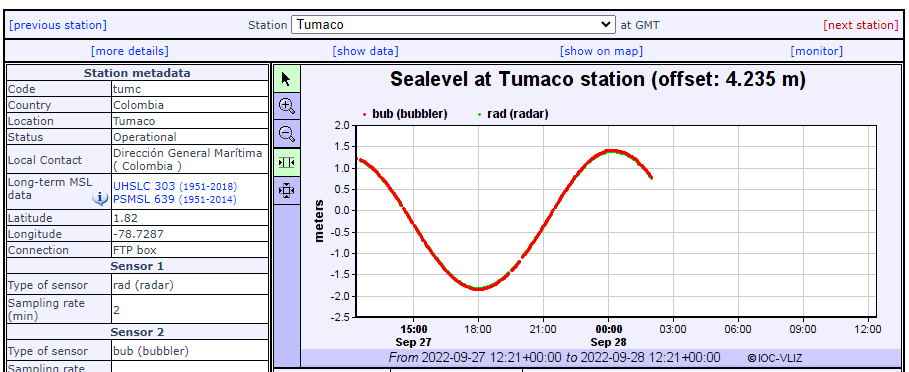 [previous station] Station Tumaco at GMT [next station]
[more details] [show data] [show on map] [monitor]
Station metadata
Code tumc
Country Colombia
Location Tumaco
Status Operational
Local Contact Dirección General Marítima
( Colombia )
Long-term MSL
data
i
UHSLC 303 (1951-2018)
PSMSL 639 (1951-2014)
Latitude 1.82
Longitude -78.7287
Connection FTP box
Sensor 1
Type of sensor rad (radar)
Sampling rate
(min)
2
Sensor 2
Type of sensor bub (bubbler)
Sampling rate
Sealevel at Tumaco station (offset: 4.235 m)
bub (bubbler) rad (radar)
meters
2.0
1.5
1.0
0.5
0.0
-0.5
-1.0
-1.5
-2.0
-2.5
15:00 18:00 21:00 00:00 03:00 06:00 09:00 12:00
Sep 27 Sep 28
From 2022-09-27 12:21+00:00 to 2022-09-28 12:21+00:00 ©IOC-VLIZ